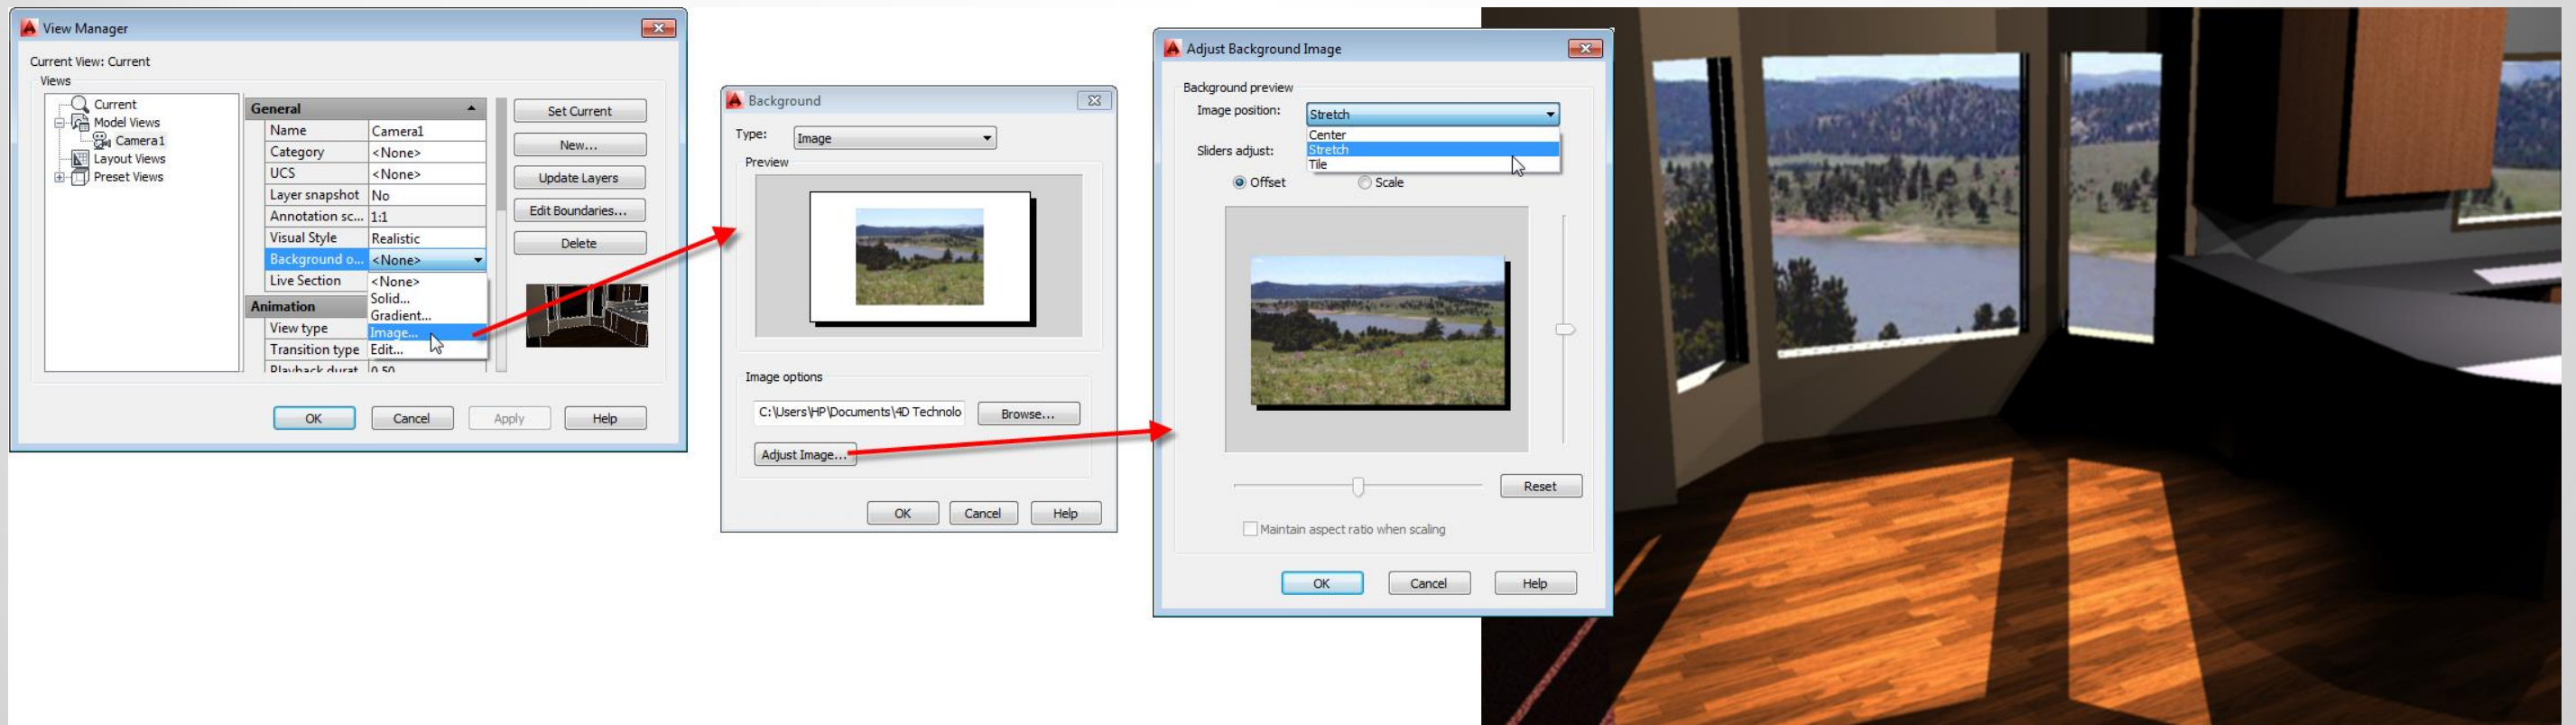 View Manager
Current View: Current
Views
Current
Model Views
Camera1
Layout Views
Preset Views
General
Name Camera1
Category <None>
UCS <None>
Layer snapshot No
Annotation sc... 1:1
Visual Style Realistic
Background o... <None>
Live Section <None>
Solid...
Animation
Gradient...
View type Image...
Transition type Edit...
Playback durat 0.50
Set Current
New...
Update Layers
Edit Boundaries...
Delete
OK Cancel Apply Help
Background
Type: Image
Preview
Image options
C:\Users\HP\Documents\4D Technolo Browse...
Adjust Image...
OK Cancel Help
Adjust Background Image
Background preview
Image position: Stretch
Center
Sliders adjust: Stretch
Tile
Offset Scale
Reset
Maintain aspect ratio when scaling
OK Cancel Help